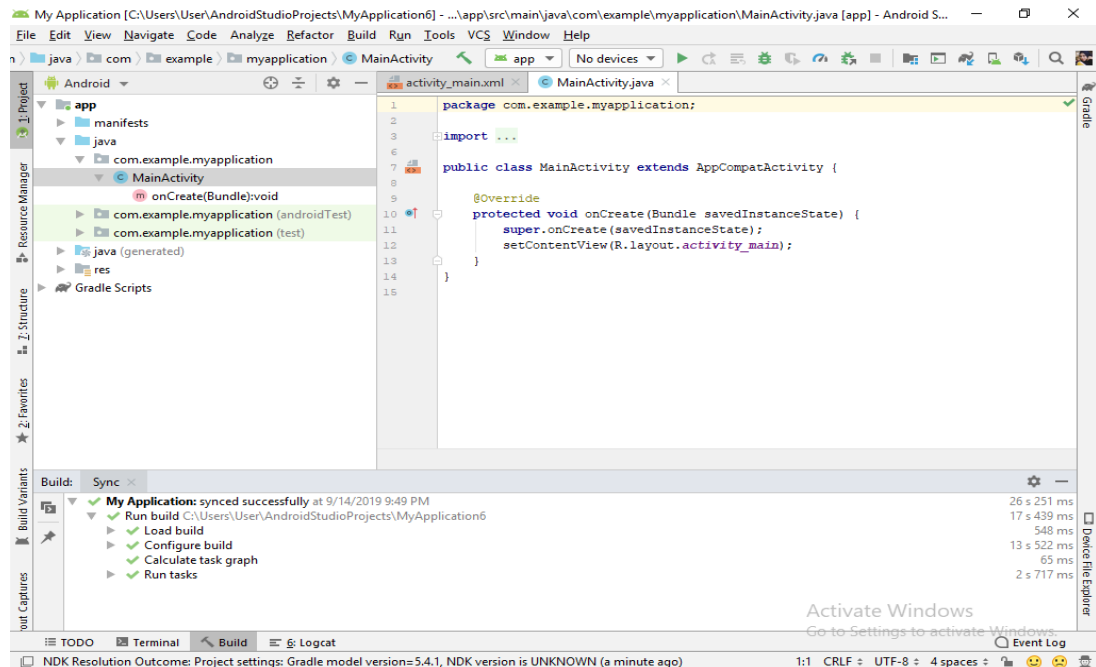 My Application [C:\Users\User\AndroidStudioProjects\MyApplication6] - ...\app\src\main\java\com\example\myapplication\MainActivity.java [app] - Android S...
File Edit View Navigate Code Analyze Refactor Build Run Tools VCS Window Help
java com example myapplication MainActivity app No devices
Android
activity_main.xml MainActivity.java
1: Project
Resource Manager
7: Structure
2: Favorites
Build Variants
out Captures
app
manifests
java
com.example.myapplication
MainActivity
onCreate(Bundle):void
com.example.myapplication (androidTest)
com.example.myapplication (test)
java (generated)
res
Gradle Scripts
1 package com.example.myapplication;
2
3 import ...
6
7 public class MainActivity extends AppCompatActivity {
8
9 @Override
10 protected void onCreate(Bundle savedInstanceState) {
11 super.onCreate(savedInstanceState);
12 setContentView(R.layout.activity_main);
13 }
14 }
15
Gradle
Device File Explorer
Build: Sync
My Application: synced successfully at 9/14/2019 9:49 PM 26 s 251 ms
Run build C:\Users\User\AndroidStudioProjects\MyApplication6 17 s 439 ms
Load build 548 ms
Configure build 13 s 522 ms
Calculate task graph 65 ms
Run tasks 2 s 717 ms
Activate Windows
Go to Settings to activate Windows.
TODO Terminal Build 6: Logcat Event Log
NDK Resolution Outcome: Project settings: Gradle model version=5.4.1, NDK version is UNKNOWN (a minute ago) 1:1 CRLF UTF-8 4 spaces